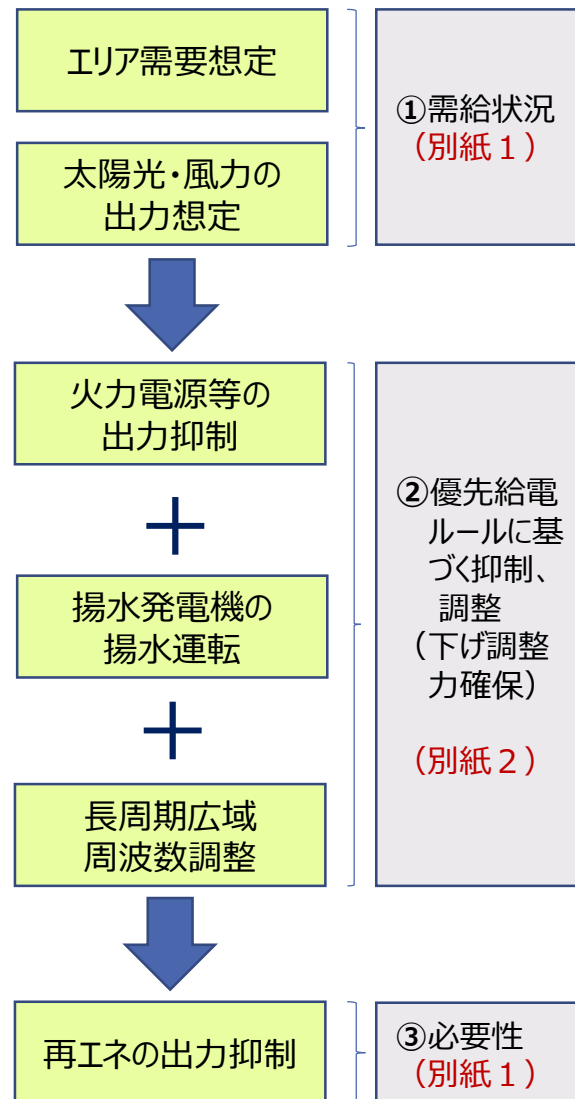 エリア需要想定
太陽光・風力の
出力想定
①需給状況
（別紙１）
火力電源等の
出力抑制
＋
揚水発電機の
揚水運転
＋
長周期広域
周波数調整
②優先給電
ルールに基
づく抑制、
調整
（下げ調整
力確保）
（別紙２）
再エネの出力抑制
③必要性
（別紙１）